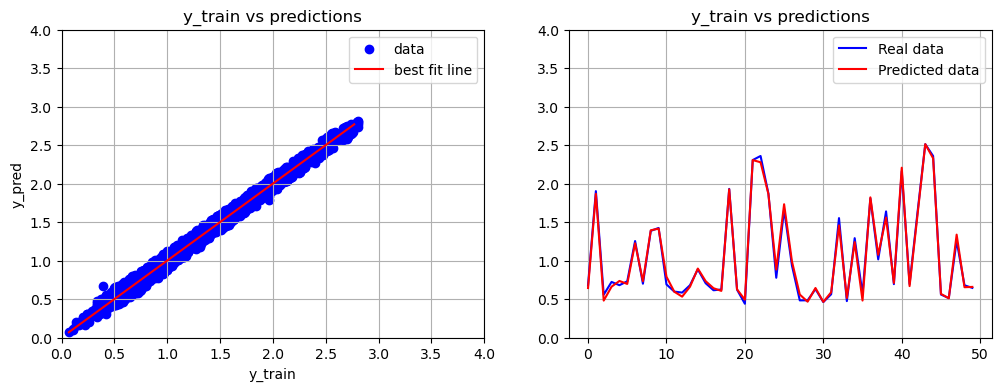 y_train vs predictions
data
best fit line
4.0
3.5
3.0
2.5
2.0
1.5
1.0
0.5
0.0
y_pred
0.0 0.5 1.0 1.5 2.0 2.5 3.0 3.5 4.0
y_train
y_train vs predictions
Real data
Predicted data
4.0
3.5
3.0
2.5
2.0
1.5
1.0
0.5
0.0
0 10 20 30 40 50